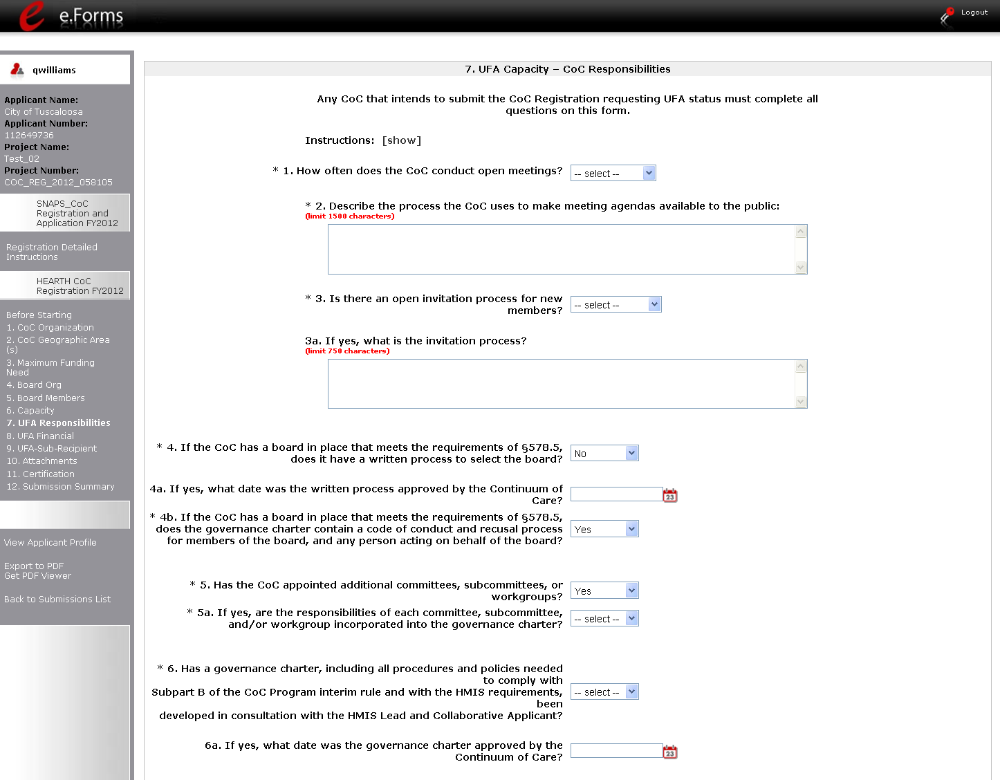 e.Forms
Logout
qwilliams
Applicant Name:
City of Tuscaloosa
Applicant Number:
112649736
Project Name:
Test_02
Project Number:
COC_REG_2012_058105
SNAPS_CoC
Registration and
Application FY2012
Registration Detailed
Instructions
HEARTH CoC
Registration FY2012
Before Starting
1. CoC Organization
2. CoC Geographic Area
(s)
3. Maximum Funding
Need
4. Board Org
5. Board Members
6. Capacity
7. UFA Responsibilities
8. UFA Financial
9. UFA-Sub-Recipient
10. Attachments
11. Certification
12. Submission Summary
View Applicant Profile
Export to PDF
Get PDF Viewer
Back to Submissions List
7. UFA Capacity – CoC Responsibilities
Any CoC that intends to submit the CoC Registration requesting UFA status must complete all
questions on this form.
Instructions: [show]
* 1. How often does the CoC conduct open meetings? -- select --
* 2. Describe the process the CoC uses to make meeting agendas available to the public:
(limit 1500 characters)
* 3. Is there an open invitation process for new
members? -- select --
3a. If yes, what is the invitation process?
(limit 750 characters)
* 4. If the CoC has a board in place that meets the requirements of §578.5,
does it have a written process to select the board? No
4a. If yes, what date was the written process approved by the Continuum of
Care? 23
* 4b. If the CoC has a board in place that meets the requirements of §578.5,
does the governance charter contain a code of conduct and recusal process Yes
for members of the board, and any person acting on behalf of the board?
* 5. Has the CoC appointed additional committees, subcommittees, or
workgroups? Yes
* 5a. If yes, are the responsibilities of each committee, subcommittee,
and/or workgroup incorporated into the governance charter? -- select --
* 6. Has a governance charter, including all procedures and policies needed
to comply with
Subpart B of the CoC Program interim rule and with the HMIS requirements, -- select --
been
developed in consultation with the HMIS Lead and Collaborative Applicant?
6a. If yes, what date was the governance charter approved by the
Continuum of Care? 23